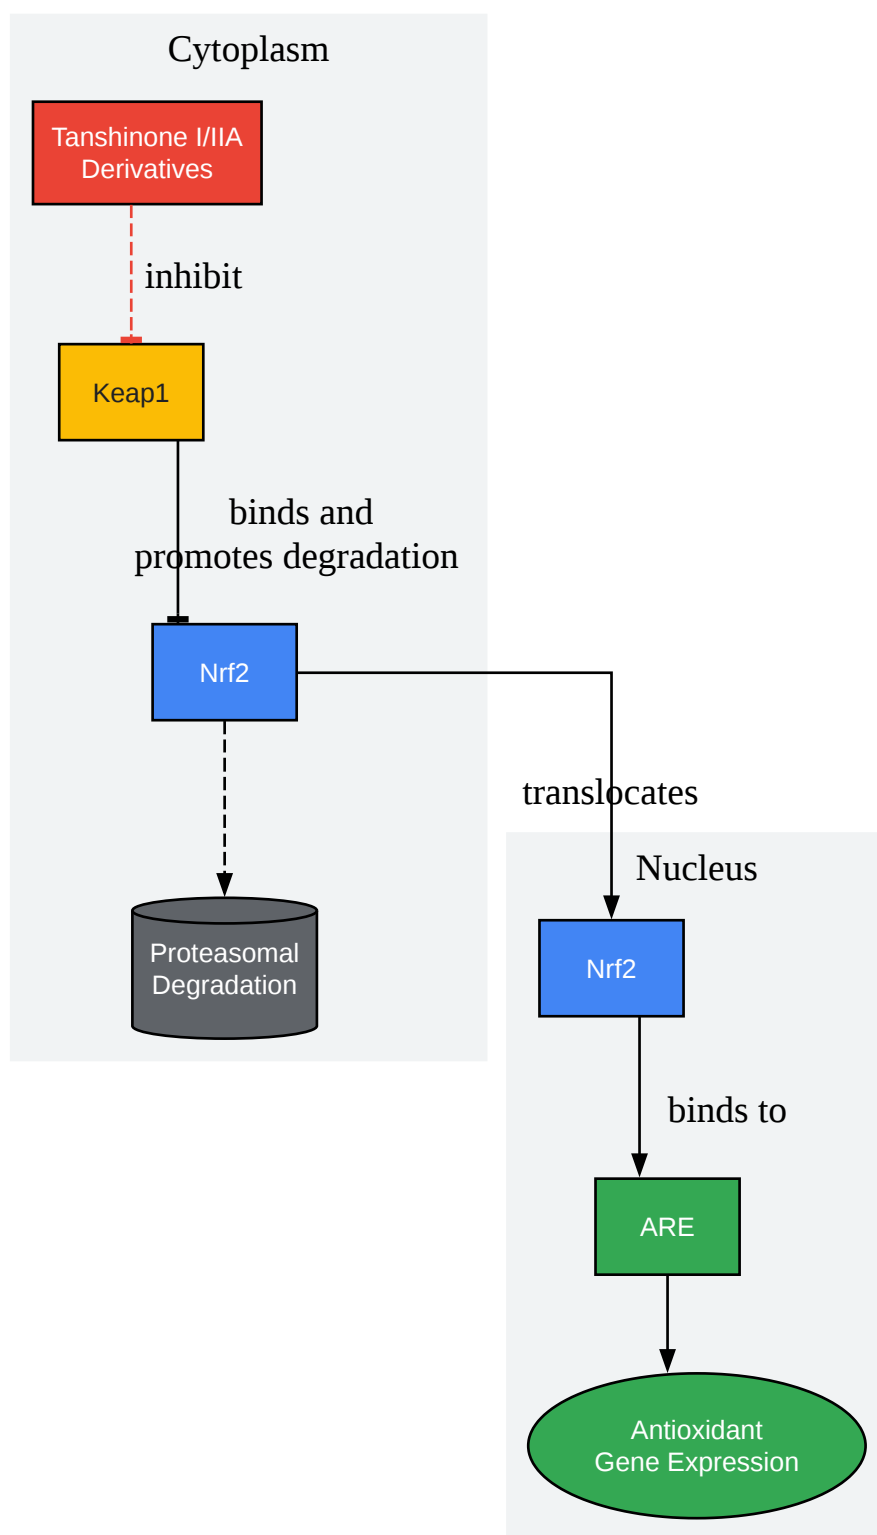 Cytoplasm
Tanshinone I/IIA
Derivatives
inhibit
Keap1
binds and
promotes degradation
Nrf2
translocates
Nucleus
Proteasomal
Degradation
Nrf2
binds to
ARE
Antioxidant
Gene Expression